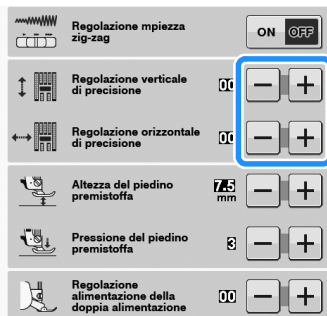 Regolazione mpiezza
zig-zag
ON OFF
Regolazione verticale
di precisione
00 − +
Regolazione orizzontale
di precisione
00 − +
Altezza del piedino
premistoffa
7.5
mm
− +
Pressione del piedino
premistoffa
3 − +
Regolazione
alimentazione della
doppia alimentazione
00 − +